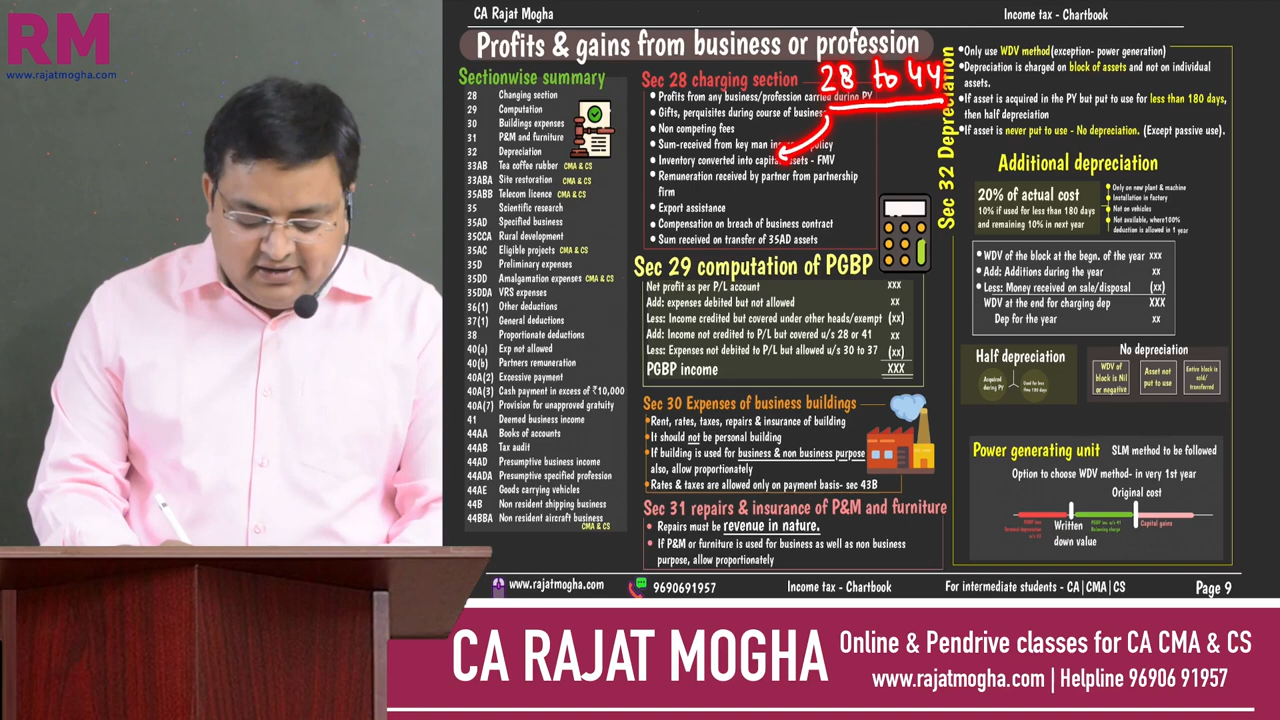 RM
www.rajatmogha.com
CA Rajat Mogha
Income tax - Chartbook
Profits & gains from business or profession
28 to 44
Sectionwise summary
28 Changing section
29 Computation
30 Buildings expenses
31 P&M and furniture
32 Depreciation
33AB Tea coffee rubber CMA & CS
33ABA Site restoration CMA & CS
35ABB Telecom licence CMA & CS
35 Scientific research
35AD Specified business
35CCA Rural development
35AC Eligible projects CMA & CS
35D Preliminary expenses
35DD Amalgamation expenses CMA & CS
35DDA VRS expenses
36(1) Other deductions
37(1) General deductions
38 Proportionate deductions
40(a) Exp not allowed
40(b) Partners remuneration
40A(2) Excessive payment
40A(3) Cash payment in excess of ₹10,000
40A(7) Provision for unapproved gratuity
41 Deemed business income
44AA Books of accounts
44AB Tax audit
44AD Presumptive business income
44ADA Presumptive specified profession
44AE Goods carrying vehicles
44B Non resident shipping business
44BBA Non resident aircraft business
CMA & CS
Sec 28 charging section
Profits from any business/profession carried during PY
Gifts, perquisites during course of business
Non competing fees
Sum-received from key man policy
Inventory converted into capital assets - FMV
Remuneration received by partner from partnership
firm
Export assistance
Compensation on breach of business contract
Sum received on transfer of 35AD assets
Sec 29 computation of PGBP
Net profit as per P/L account xxx
Add: expenses debited but not allowed xx
Less: Income credited but covered under other heads/exempt (xx)
Add: Income not credited to P/L but covered u/s 28 or 41 xx
Less: Expenses not debited to P/L but allowed u/s 30 to 37 (xx)
PGBP income XXX
Sec 30 Expenses of business buildings
Rent, rates, taxes, repairs & insurance of building
It should not be personal building
If building is used for business & non business purpose
also, allow proportionately
Rates & taxes are allowed only on payment basis- sec 43B
Sec 31 repairs & insurance of P&M and furniture
Repairs must be revenue in nature.
If P&M or furniture is used for business as well as non business
purpose, allow proportionately
Sec 32 Depreciation
Only use WDV method(exception- power generation)
Depreciation is charged on block of assets and not on individual
assets.
If asset is acquired in the PY but put to use for less than 180 days,
then half depreciation
If asset is never put to use - No depreciation. (Except passive use).
Additional depreciation
20% of actual cost
10% if used for less than 180 days
and remaining 10% in next year
Only on new plant & machine
Installation in factory
Not on vehicles
Not available, where100%
deduction is allowed in 1 year
WDV of the block at the begn. of the year xxx
Add: Additions during the year xx
Less: Money received on sale/disposal (xx)
WDV at the end for charging dep XXX
Dep for the year xx
Half depreciation
Acquired
during PY
Used for less
time 180 days
No depreciation
WDV of
block is Nil
or negative
Asset not
put to use
Entire block is
sold/
transferred
Power generating unit SLM method to be followed
Option to choose WDV method- in very 1st year
Original cost
Written
down value
Capital gains
www.rajatmogha.com
9690691957
Income tax - Chartbook
For intermediate students - CA|CMA|CS
Page 9
CA RAJAT MOGHA
Online & Pendrive classes for CA CMA & CS
www.rajatmogha.com | Helpline 96906 91957